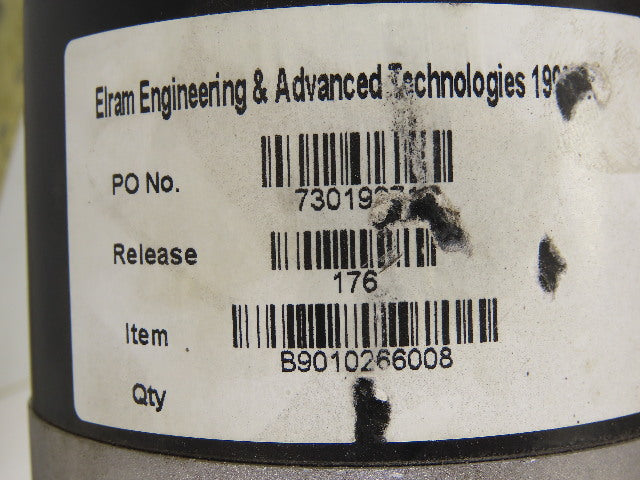 Elram Engineering & Advanced Technologies
PO No.
Release
176
Item
B9010266008
Qty